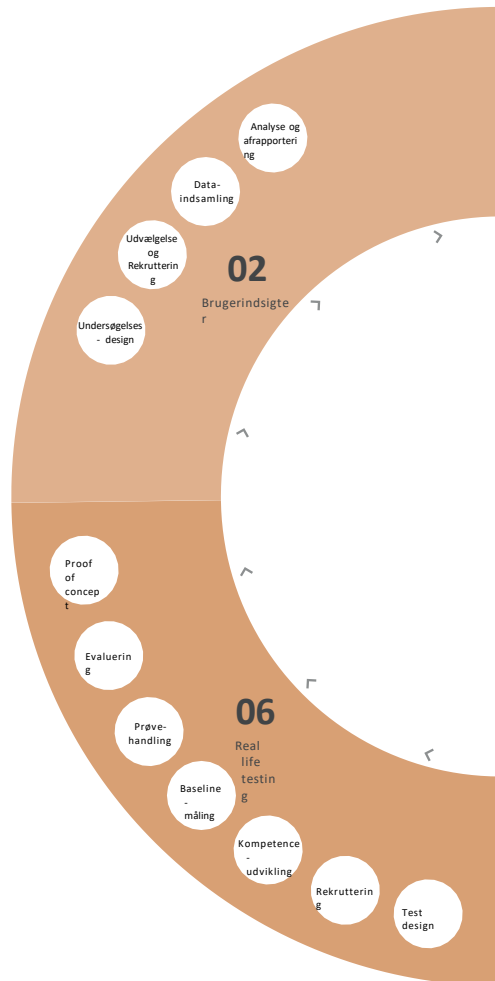 Analyse og
afrapporteri
ng
Data-
indsamling
Udvælgelse
og
Rekrutterin
g
02
Brugerindsigte
r
Undersøgelses
- design
Proof
of
concep
t
Evaluerin
g
06
Real
life
testin
g
Prøve-
handling
Baseline
-
måling
Kompetence
-
udvikling
Rekrutterin
g
Test
design